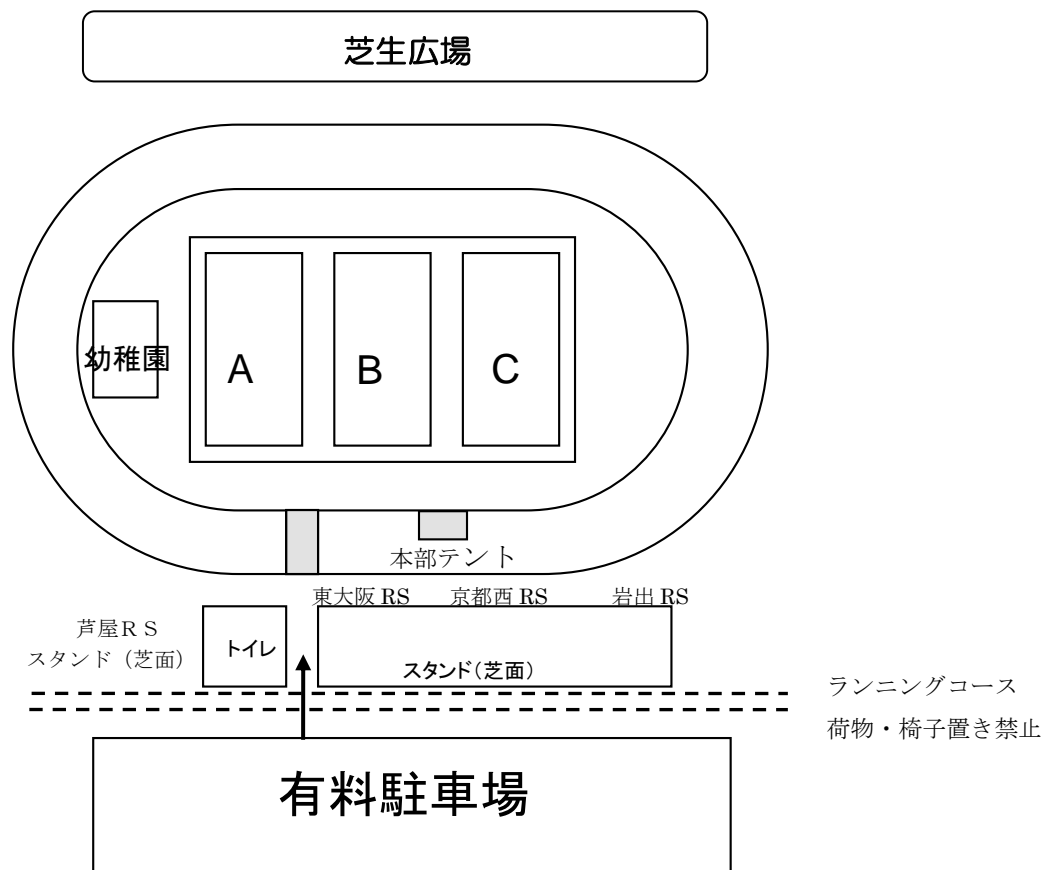 芝生広場
幼稚園
A
B
C
本部テント
東大阪 RS 京都西 RS 岩出 RS
芦屋ＲＳ
スタンド（芝面）
トイレ
スタンド（芝面）
ランニングコース
荷物・椅子置き禁止
有料駐車場